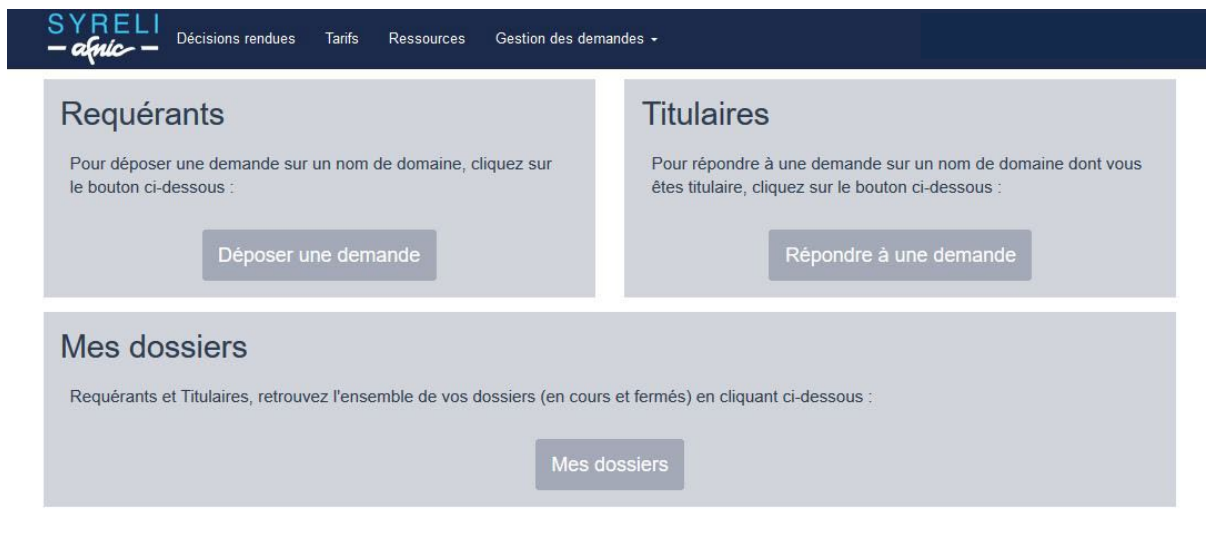 SYRELI
afnic
Décisions rendues Tarifs Ressources Gestion des demandes
Requérants
Pour déposer une demande sur un nom de domaine, cliquez sur
le bouton ci-dessous :
Déposer une demande
Titulaires
Pour répondre à une demande sur un nom de domaine dont vous
êtes titulaire, cliquez sur le bouton ci-dessous :
Répondre à une demande
Mes dossiers
Requérants et Titulaires, retrouvez l'ensemble de vos dossiers (en cours et fermés) en cliquant ci-dessous :
Mes dossiers